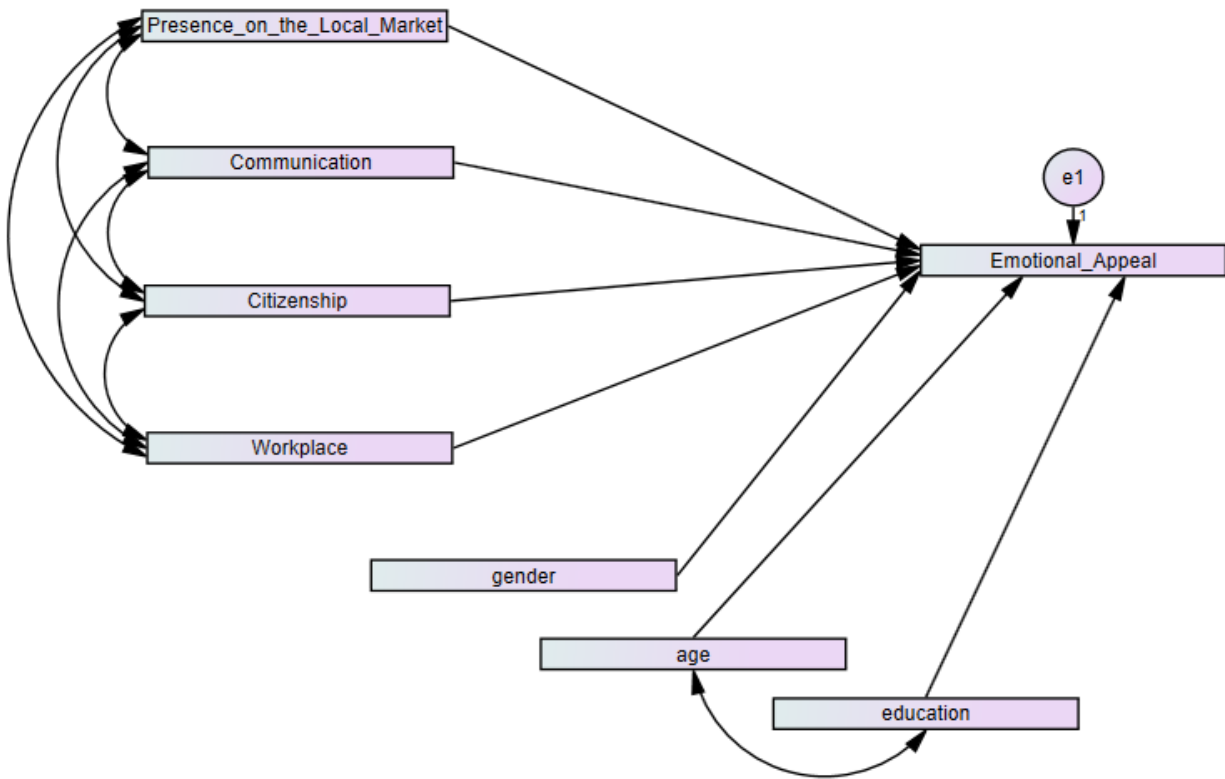 Presence_on_the_Local_Market
Communication
e1
1
Emotional_Appeal
Citizenship
Workplace
gender
age
education